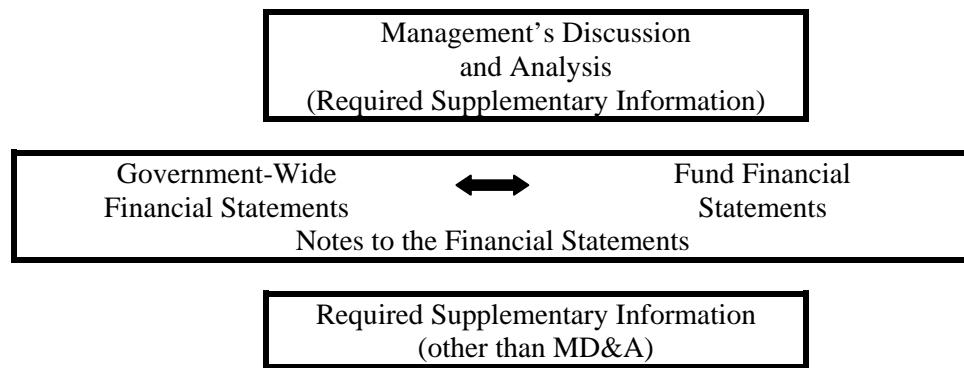 Management’s Discussion
and Analysis
(Required Supplementary Information)
Government-Wide Fund Financial
Financial Statements Statements
Notes to the Financial Statements
Required Supplementary Information
(other than MD&A)